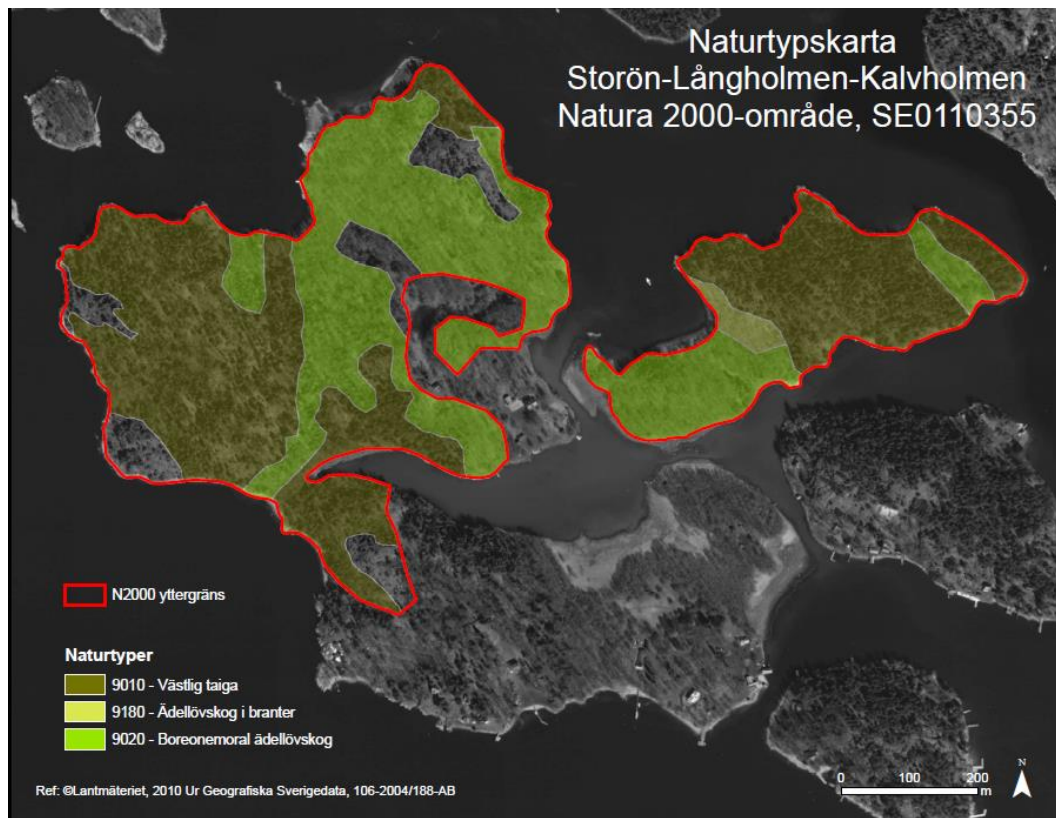 Naturtypskarta
Storön-Långholmen-Kalvholmen
Natura 2000-område, SE0110355
N2000 yttergräns
Naturtyper
9010 - Västlig taiga
9180 - Ädellövskog i branter
9020 - Boreonemoral ädellövskog
Ref: ©Lantmäteriet, 2010 Ur Geografiska Sverigedata, 106-2004/188-AB
0 100 200
m
N